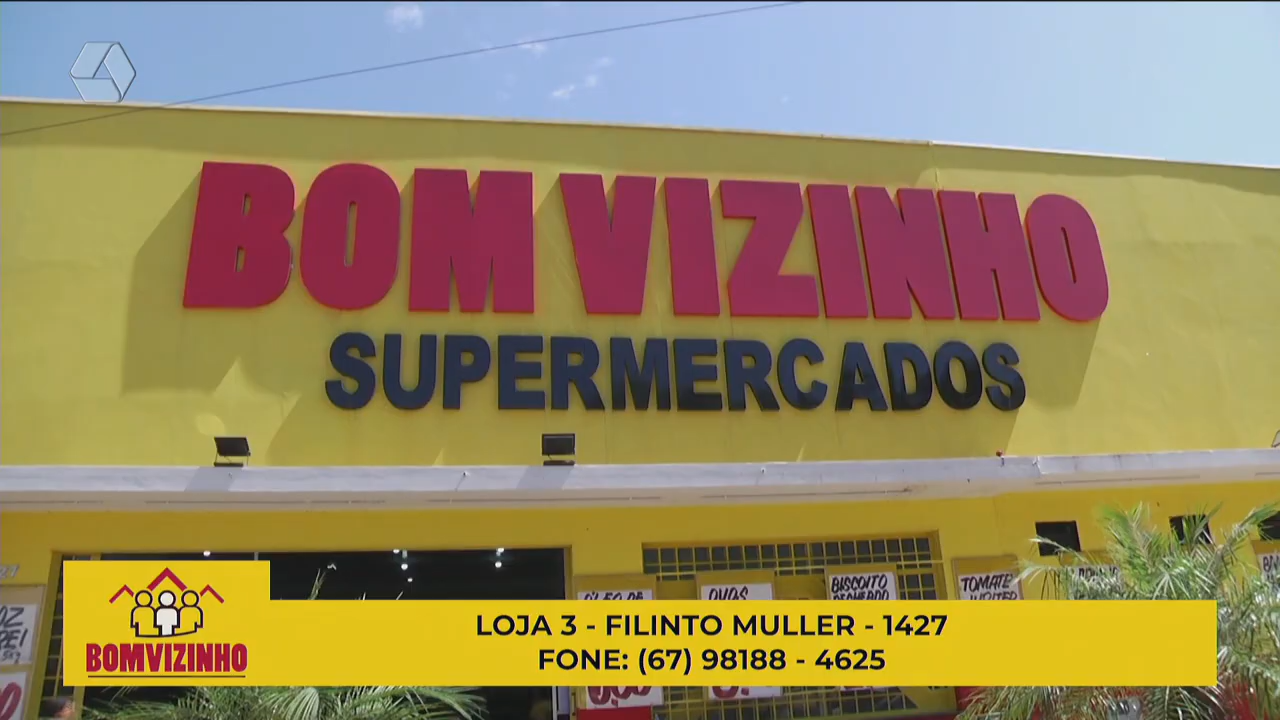 BOM VIZINHO
SUPERMERCADOS
OVOS
BISCOITO
TOMATE
LOJA 3 - FILINTO MULLER - 1427
FONE: (67) 98188 - 4625
BOMVIZINHO